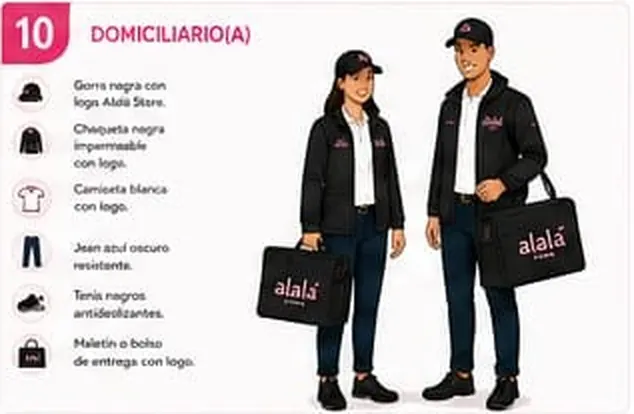 10
DOMICILIARIO(A)
Gorra negra con
logo Alalá Store.
Chaqueta negra
impermeable
con logo.
Camiseta blanca
con logo.
Jean azul oscuro
resistente.
Tenis negros
antideslizantes.
Maletín o bolso
de entrega con logo.
alalá
alalá
alalá